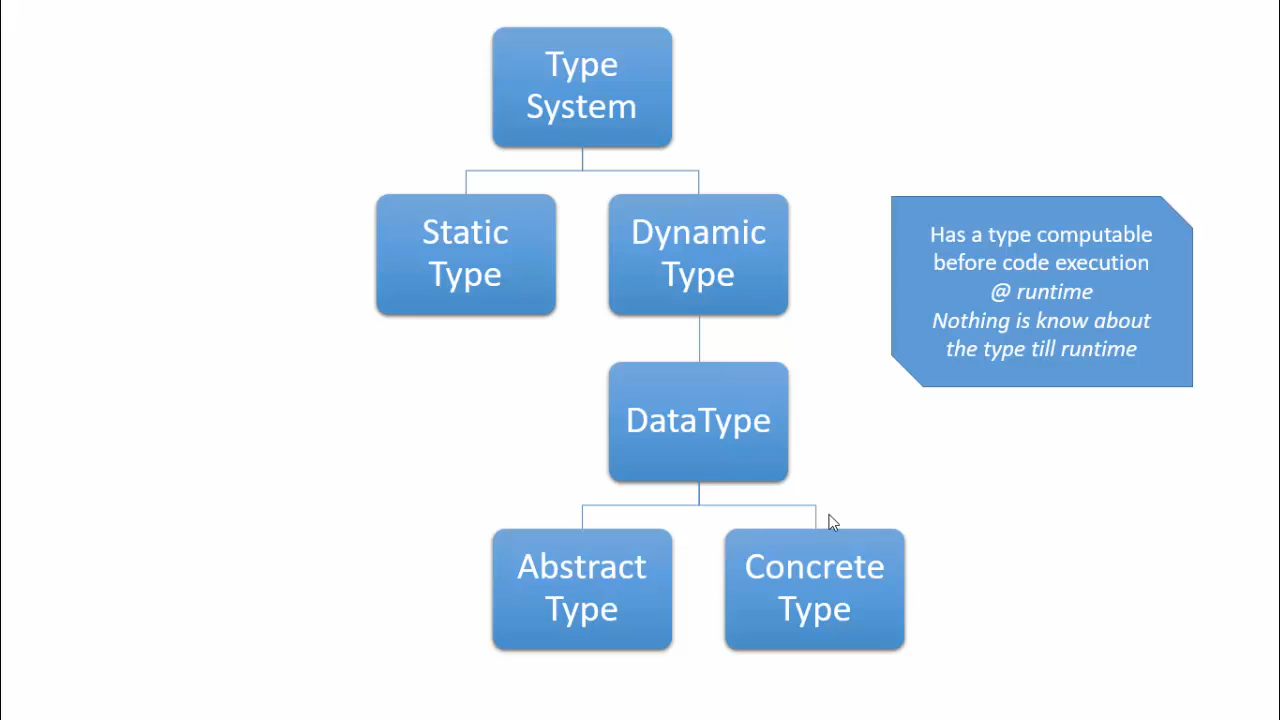 Type
System
Static
Type
Dynamic
Type
Has a type computable
before code execution
@ runtime
Nothing is know about
the type till runtime
DataType
Abstract
Type
Concrete
Type